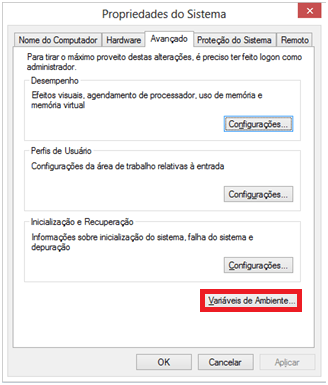 Propriedades do Sistema
Nome do Computador
Hardware
Avançado
Proteção do Sistema
Remoto
Para tirar o máximo proveito destas alterações, é preciso ter feito logon como
administrador.
Desempenho
Efeitos visuais, agendamento de processador, uso de memória e
memória virtual
Configurações...
Perfis de Usuário
Configurações da área de trabalho relativas à entrada
Configurações...
Inicialização e Recuperação
Informações sobre inicialização do sistema, falha do sistema e
depuração
Configurações...
Variáveis de Ambiente...
OK
Cancelar
Aplicar